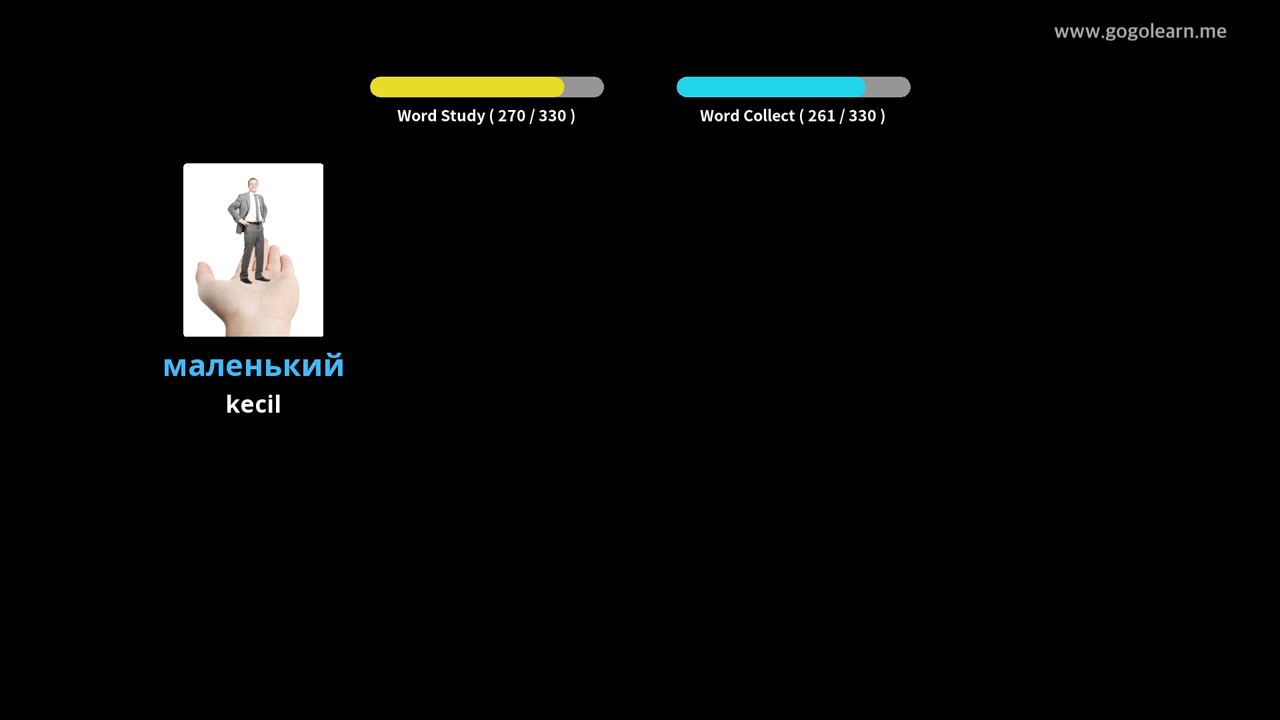 www.gogolearn.me
Word Study ( 270 / 330 )
Word Collect ( 261 / 330 )
маленький
kecil